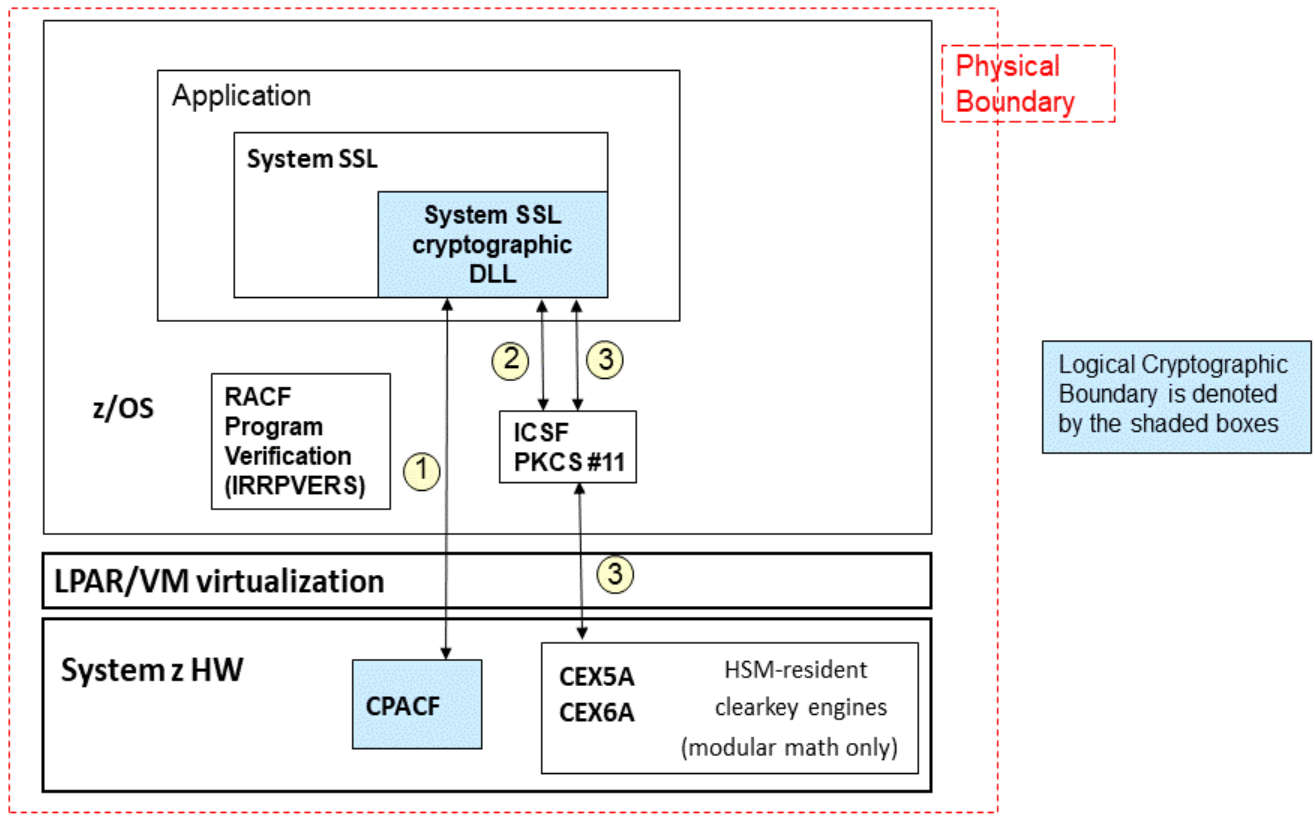 Physical
Boundary
Application
System SSL
System SSL
cryptographic
DLL
2
3
z/OS
RACF
Program
Verification
(IRRPVERS)
1
ICSF
PKCS #11
Logical Cryptographic
Boundary is denoted
by the shaded boxes
LPAR/VM virtualization
3
System z HW
CPACF
CEX5A
CEX6A
HSM-resident
clearkey engines
(modular math only)